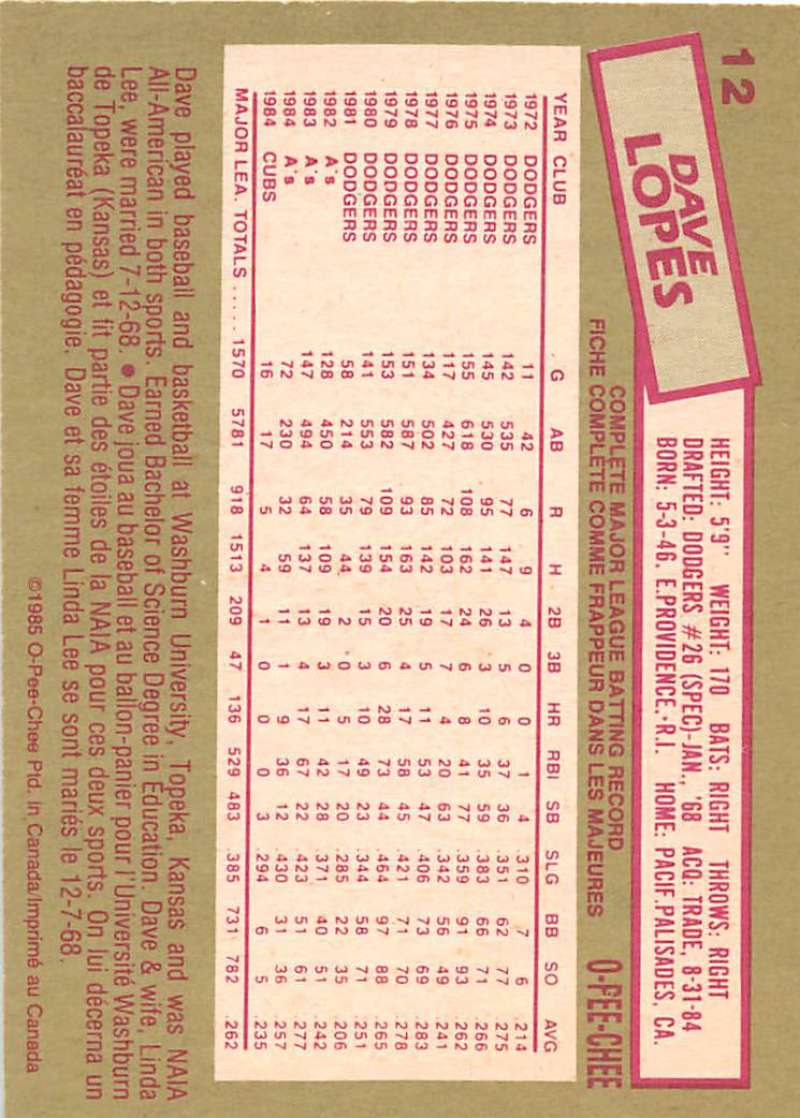 12
DAVE
LOPES
HEIGHT: 5'9" WEIGHT: 170 BATS: RIGHT THROWS: RIGHT
DRAFTED: DODGERS #26 (SPEC)-JAN., '68 ACQ: TRADE, 8-31-84
BORN: 5-3-46, E.PROVIDENCE, R.I. HOME: PACIF.PALISADES, CA.
COMPLETE MAJOR LEAGUE BATTING RECORD
FICHE COMPLÈTE COMME FRAPPEUR DANS LES MAJEURES
O-PEE-CHEE
YEAR CLUB G AB R H 2B 3B HR RBI SB SLG BB SO AVG
1972 DODGERS 11 42 6 9 4 0 0 1 4 .310 7 6 .214
1973 DODGERS 142 535 77 147 13 5 6 37 36 .351 62 77 .275
1974 DODGERS 145 530 95 141 26 3 10 35 59 .383 66 71 .266
1975 DODGERS 155 618 108 162 24 6 8 41 77 .359 91 93 .262
1976 DODGERS 117 427 72 103 17 7 4 20 63 .342 56 49 .241
1977 DODGERS 134 502 85 142 19 5 11 53 47 .406 73 69 .283
1978 DODGERS 151 587 93 163 25 4 17 58 45 .421 71 70 .278
1979 DODGERS 153 582 109 154 20 6 28 73 44 .464 97 88 .265
1980 DODGERS 141 553 79 139 15 3 10 49 23 .344 58 71 .251
1981 DODGERS 58 214 35 44 2 0 5 17 20 .285 22 35 .206
1982 A's 128 450 58 109 19 3 11 42 28 .371 40 51 .242
1983 A's 147 494 64 137 13 4 17 67 22 .423 51 61 .277
1984 A's 72 230 32 59 11 1 9 36 12 .430 31 36 .257
1984 CUBS 16 17 5 4 1 0 0 0 3 .294 6 5 .235
MAJOR LEA. TOTALS ..... 1570 5781 918 1513 209 47 136 529 483 .385 731 782 .262
Dave played baseball and basketball at Washburn University, Topeka, Kansas and was NAIA
All-American in both sports. Earned Bachelor of Science Degree in Education. Dave & wife, Linda
Lee, were married 7-12-68. ● Dave joua au baseball et au ballon-panier pour l'Université Washburn
de Topeka (Kansas) et fit partie des étoiles de la NAIA pour ces deux sports. On lui décerna un
baccalauréat en pédagogie. Dave et sa femme Linda Lee se sont mariés le 12-7-68.
©1985 O-Pee-Chee Ptd. in Canada/Imprimé au Canada